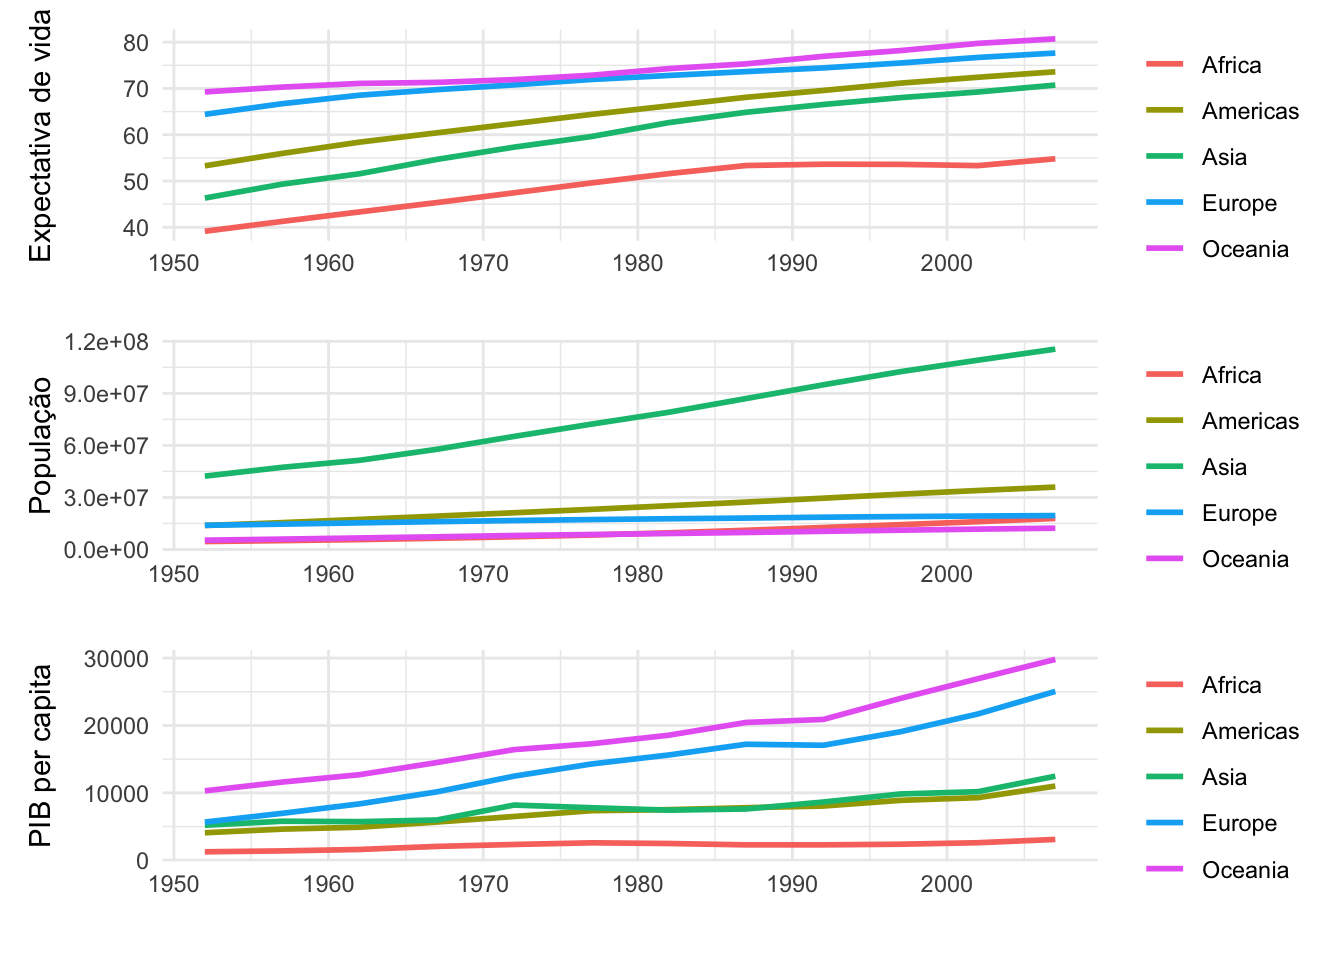 Expectativa de vida
80
70
60
50
40
1950 1960 1970 1980 1990 2000
Africa
Americas
Asia
Europe
Oceania
População
1.2e+08
9.0e+07
6.0e+07
3.0e+07
0.0e+00
1950 1960 1970 1980 1990 2000
Africa
Americas
Asia
Europe
Oceania
PIB per capita
30000
20000
10000
0
1950 1960 1970 1980 1990 2000
Africa
Americas
Asia
Europe
Oceania